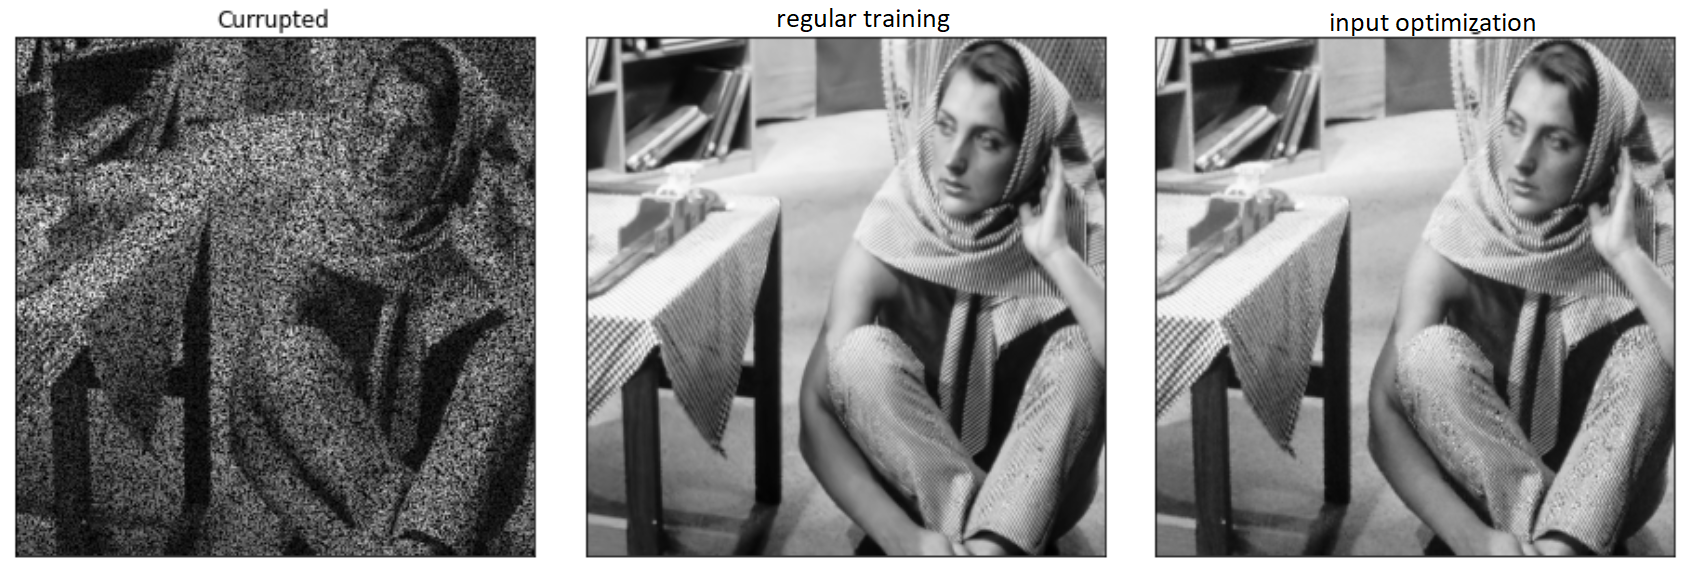 Currupted
regular training
input optimization